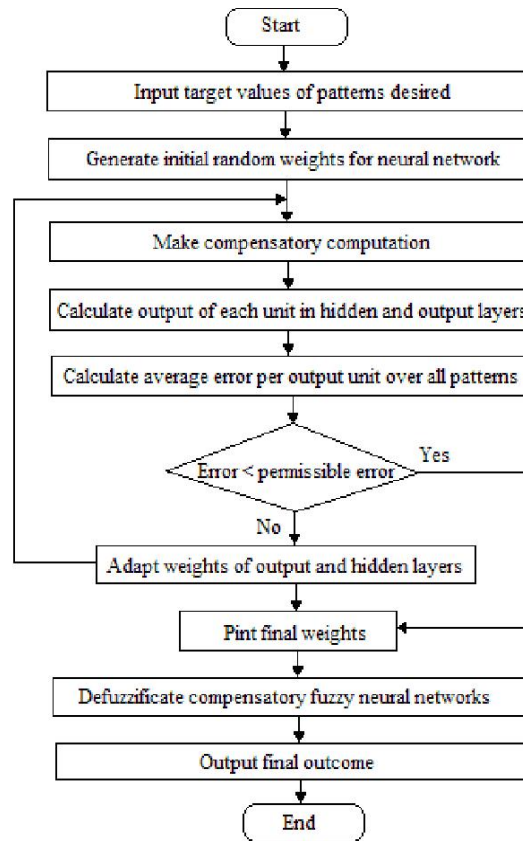 Start
Input target values of patterns desired
Generate initial random weights for neural network
Make compensatory computation
Calculate output of each unit in hidden and output layers
Calculate average error per output unit over all patterns
Error < permissible error
Yes
No
Adapt weights of output and hidden layers
Pint final weights
Defuzzificate compensatory fuzzy neural networks
Output final outcome
End